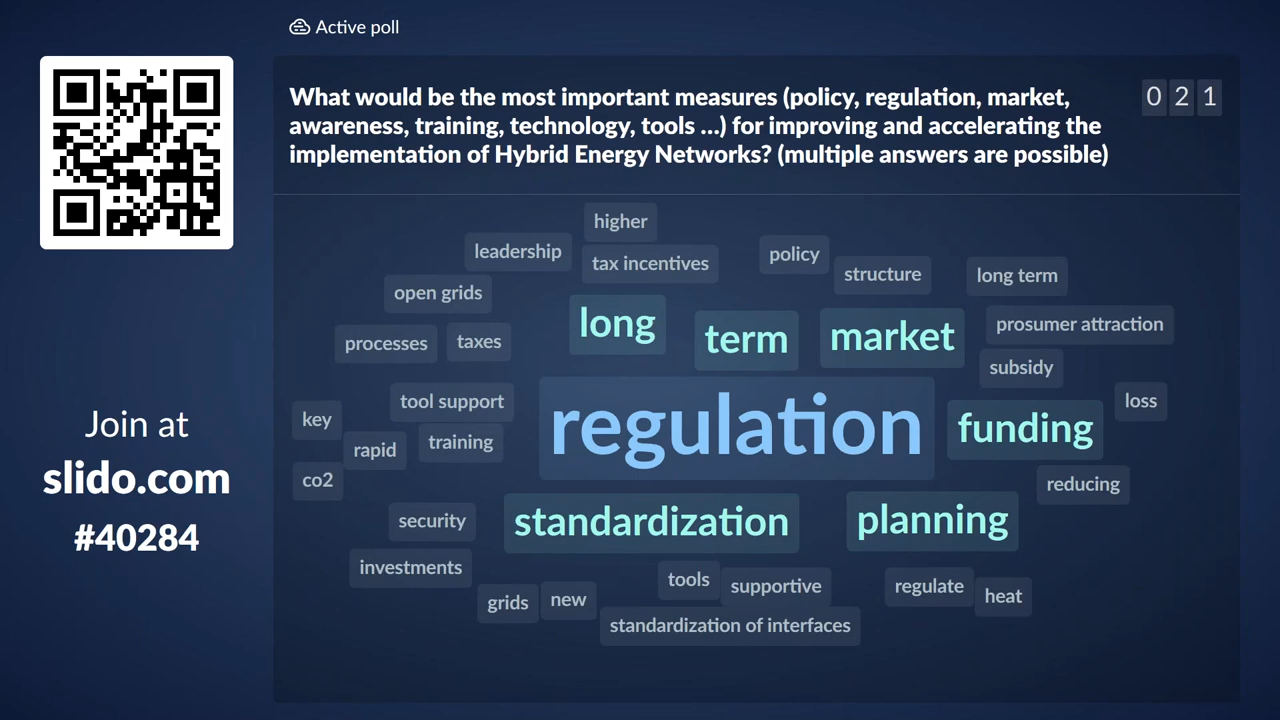 Active poll
What would be the most important measures (policy, regulation, market,
awareness, training, technology, tools ...) for improving and accelerating the
implementation of Hybrid Energy Networks? (multiple answers are possible)
0 2 1
Join at
slido.com
#40284
higher
leadership
tax incentives
policy
structure
long term
open grids
long
term
market
prosumer attraction
processes
taxes
subsidy
key
tool support
regulation
funding
loss
rapid
training
co2
reducing
security
standardization
planning
investments
tools
supportive
regulate
heat
grids
new
standardization of interfaces